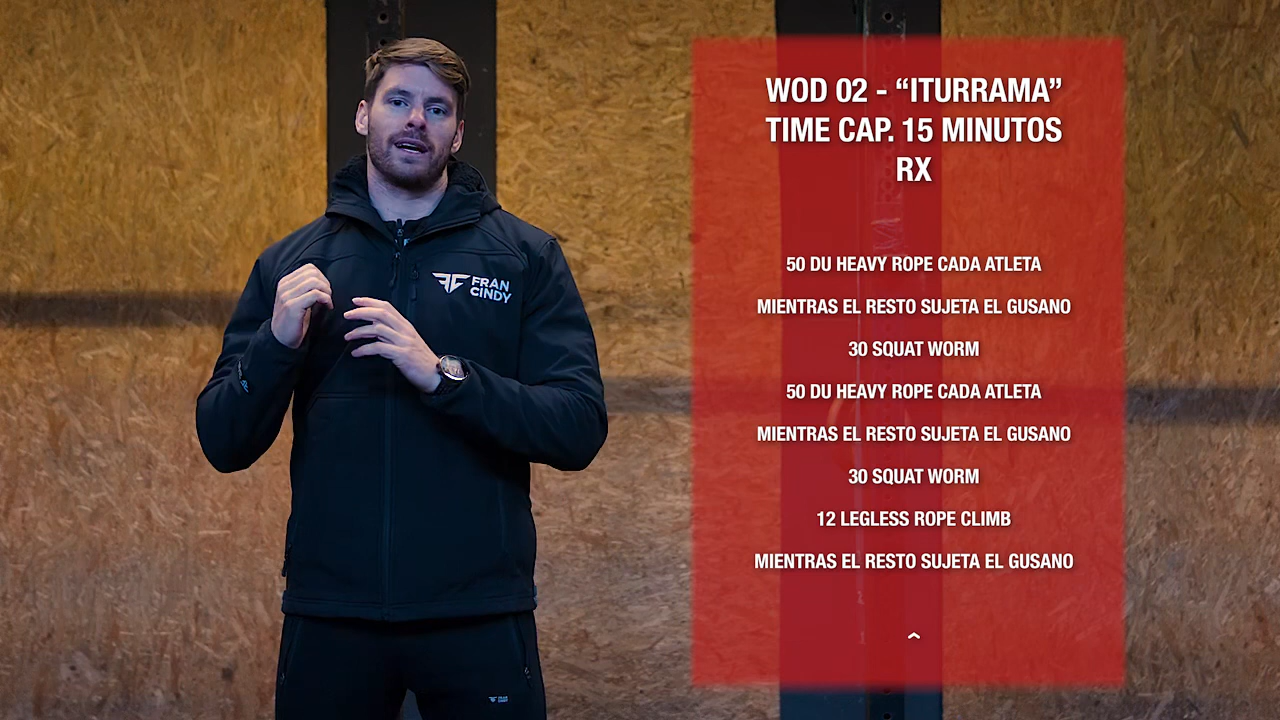 WOD 02 - “ITURRAMA”
TIME CAP. 15 MINUTOS
RX
50 DU HEAVY ROPE CADA ATLETA
MIENTRAS EL RESTO SUJETA EL GUSANO
30 SQUAT WORM
50 DU HEAVY ROPE CADA ATLETA
MIENTRAS EL RESTO SUJETA EL GUSANO
30 SQUAT WORM
12 LEGLESS ROPE CLIMB
MIENTRAS EL RESTO SUJETA EL GUSANO
FRAN
CINDY
FRAN
CINDY